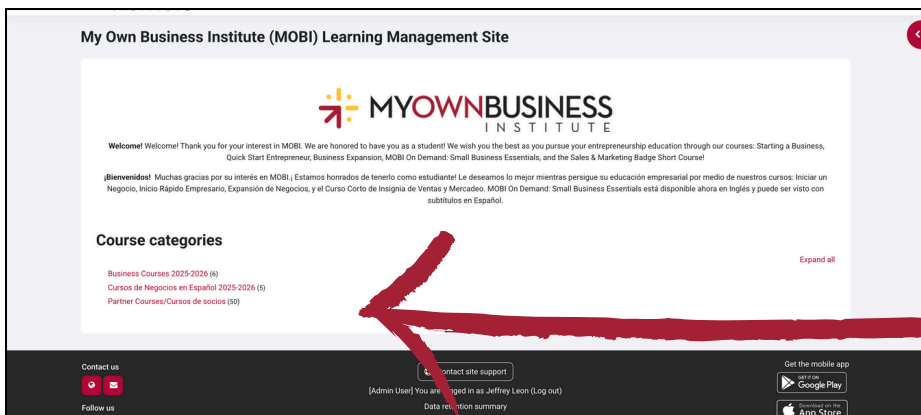 My Own Business Institute (MOBI) Learning Management Site
MYOWNBUSINESS
INSTITUTE
Welcome! Welcome! Thank you for your interest in MOBI. We are honored to have you as a student! We wish you the best as you pursue your entrepreneurship education through our courses: Starting a Business,
Quick Start Entrepreneur, Business Expansion, MOBI On Demand: Small Business Essentials, and the Sales & Marketing Badge Short Course!
¡Bienvenidos! Muchas gracias por su interés en MOBI.¡ Estamos honrados de tenerlo como estudiante! Le deseamos lo mejor mientras persigue su educación empresarial por medio de nuestros cursos: Iniciar un
Negocio, Inicio Rápido Empresario, Expansión de Negocios, y el Curso Corto de Insignia de Ventas y Mercadeo. MOBI On Demand: Small Business Essentials está disponible ahora en Inglés y puede ser visto con
subtítulos en Español.
Course categories
Expand all
Business Courses 2025-2026 (6)
Cursos de Negocios en Español 2025-2026 (5)
Partner Courses/Cursos de socios (50)
Contact us
Follow us
Contact site support
[Admin User] You are logged in as Jeffrey Leon (Log out)
Data retention summary
Get the mobile app
GET IT ON
Google Play
Download on the
App Store